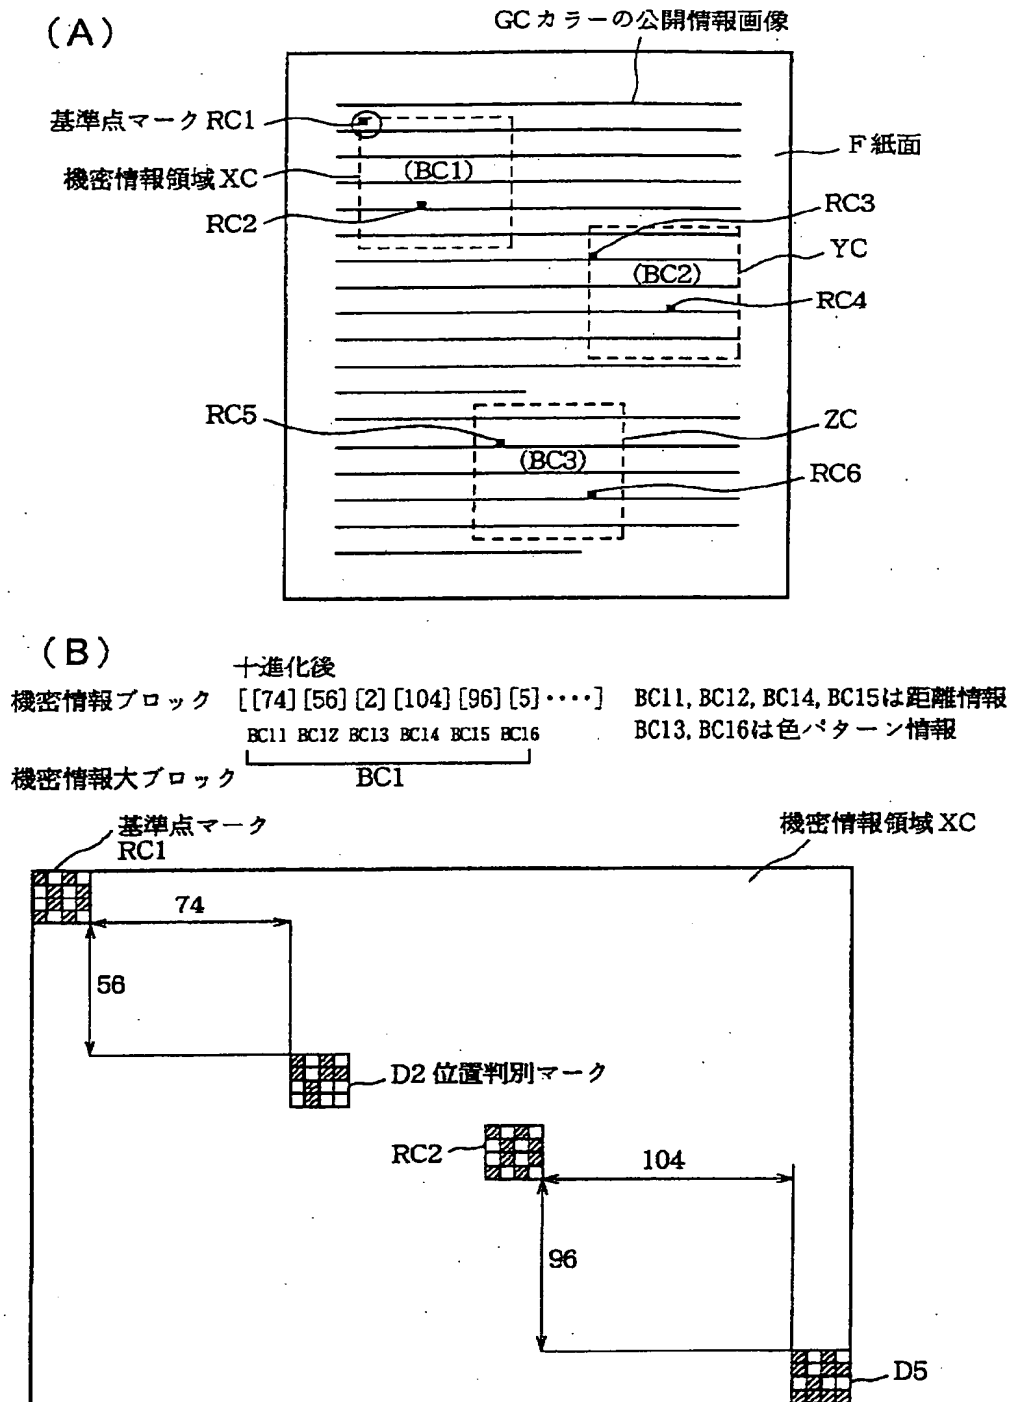 (A)
GCカラーの公開情報画像
基準点マークRC1
F紙面
機密情報領域XC
(BC1)
RC2
RC3
YC
(BC2)
RC4
RC5
ZC
(BC3)
RC6
(B)
十進化後
機密情報ブロック [[74][56][2][104][96][5]····] BC11, BC12, BC14, BC15は距離情報
BC11 BC12 BC13 BC14 BC15 BC16 BC13, BC16は色パターン情報
機密情報大ブロック BC1
基準点マーク
RC1
機密情報領域XC
74
56
D2 位置判別マーク
RC2
104
96
D5